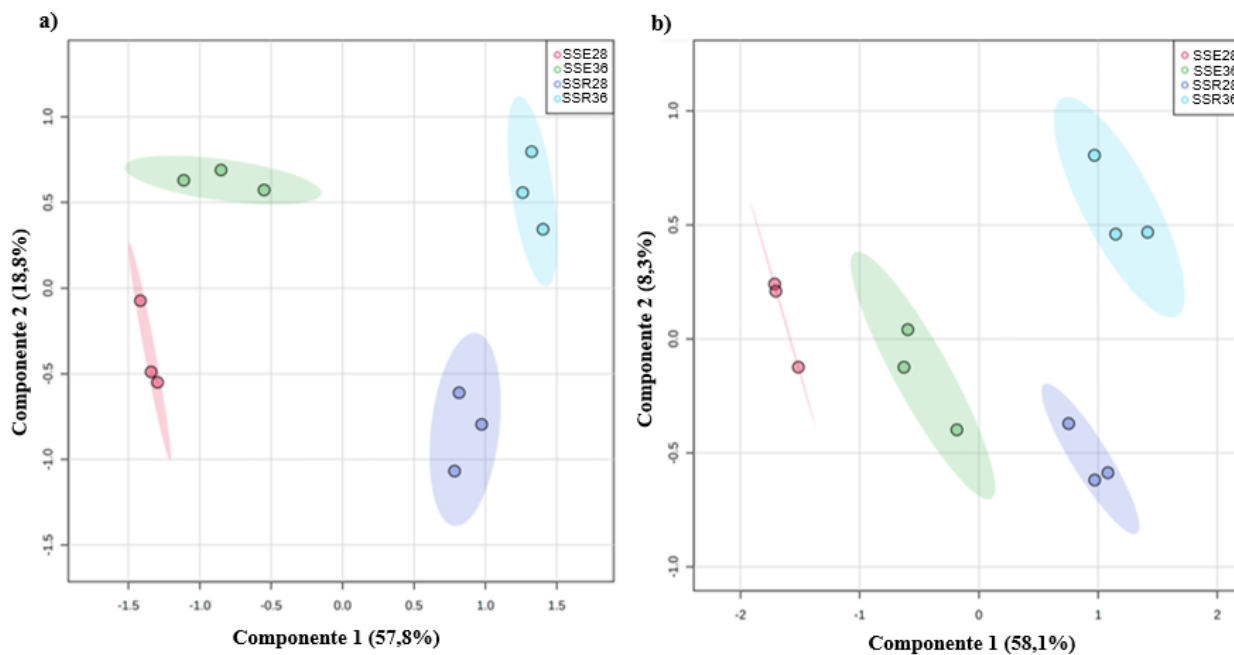 a)
SSE28
SSE36
SSR28
SSR36
1.0
0.5
0.0
-0.5
-1.0
-1.5
Componente 2 (18,8%)
-1.5 -1.0 -0.5 0.0 0.5 1.0 1.5
Componente 1 (57,8%)
b)
SSE28
SSE36
SSR28
SSR36
1.0
0.5
0.0
-0.5
-1.0
Componente 2 (8,3%)
-2 -1 0 1 2
Componente 1 (58,1%)